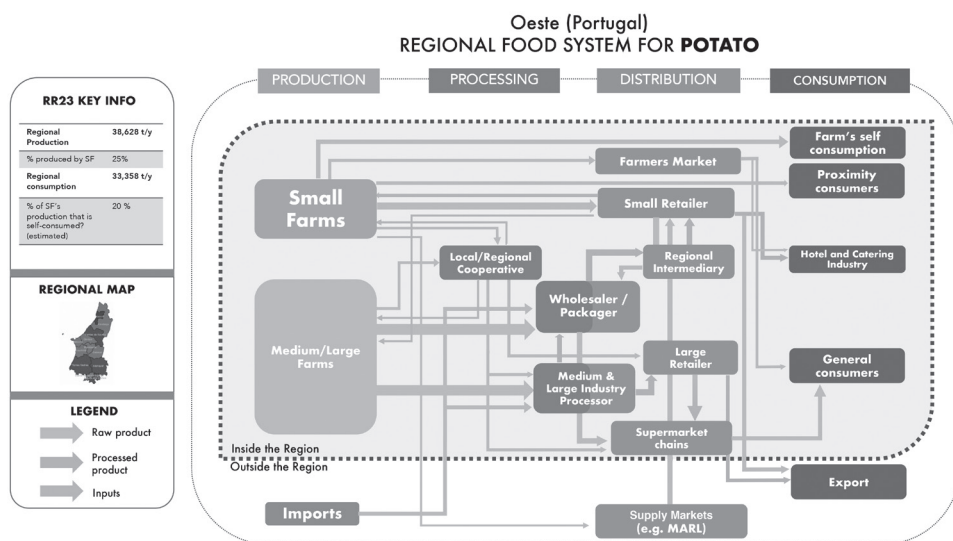 Oeste (Portugal)
REGIONAL FOOD SYSTEM FOR POTATO
PRODUCTION
PROCESSING
DISTRIBUTION
CONSUMPTION
RR23 KEY INFO
Regional
Production
38,628 t/y
% produced by SF
25%
Regional
consumption
33,358 t/y
% of SF's
production that is
self-consumed?
(estimated)
20 %
REGIONAL MAP
LEGEND
Raw product
Processed
product
Inputs
Small
Farms
Medium/Large
Farms
Imports
Local/Regional
Cooperative
Wholesaler /
Packager
Medium &
Large Industry
Processor
Farmers Market
Small Retailer
Regional
Intermediary
Large
Retailer
Supermarket
chains
Supply Markets
(e.g. MARL)
Farm's self
consumption
Proximity
consumers
Hotel and Catering
Industry
General
consumers
Export
Inside the Region
Outside the Region